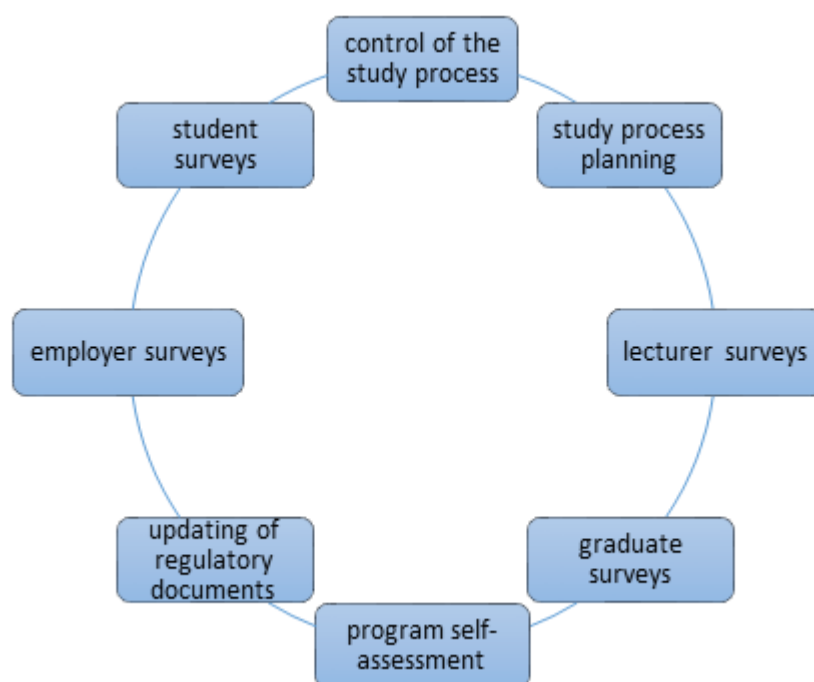 control of the
study process
student
surveys
study process
planning
employer surveys
lecturer surveys
updating of
regulatory
documents
graduate
surveys
program self-
assessment